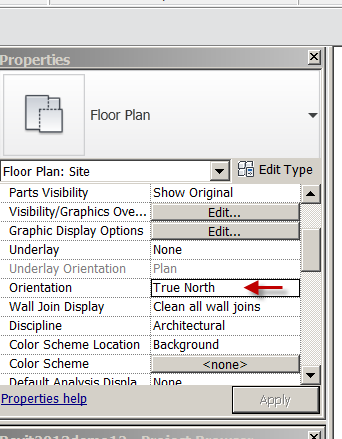 Properties
Floor Plan
Floor Plan: Site
Edit Type
Parts Visibility Show Original
Visibility/Graphics Ove... Edit...
Graphic Display Options Edit...
Underlay None
Underlay Orientation Plan
Orientation True North
Wall Join Display Clean all wall joins
Discipline Architectural
Color Scheme Location Background
Color Scheme <none>
Default Analysis Displa None
Properties help Apply